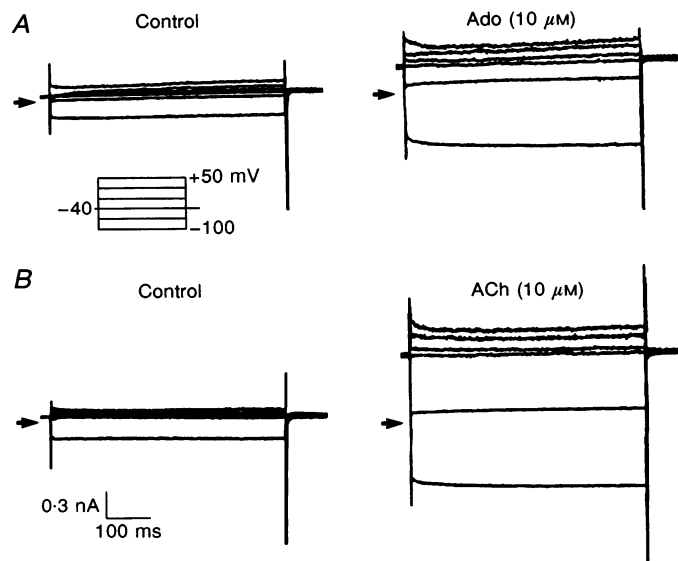 A
Control
Ado (10 μM)
+50 mV
−40
−100
B
Control
ACh (10 μM)
0·3 nA
100 ms